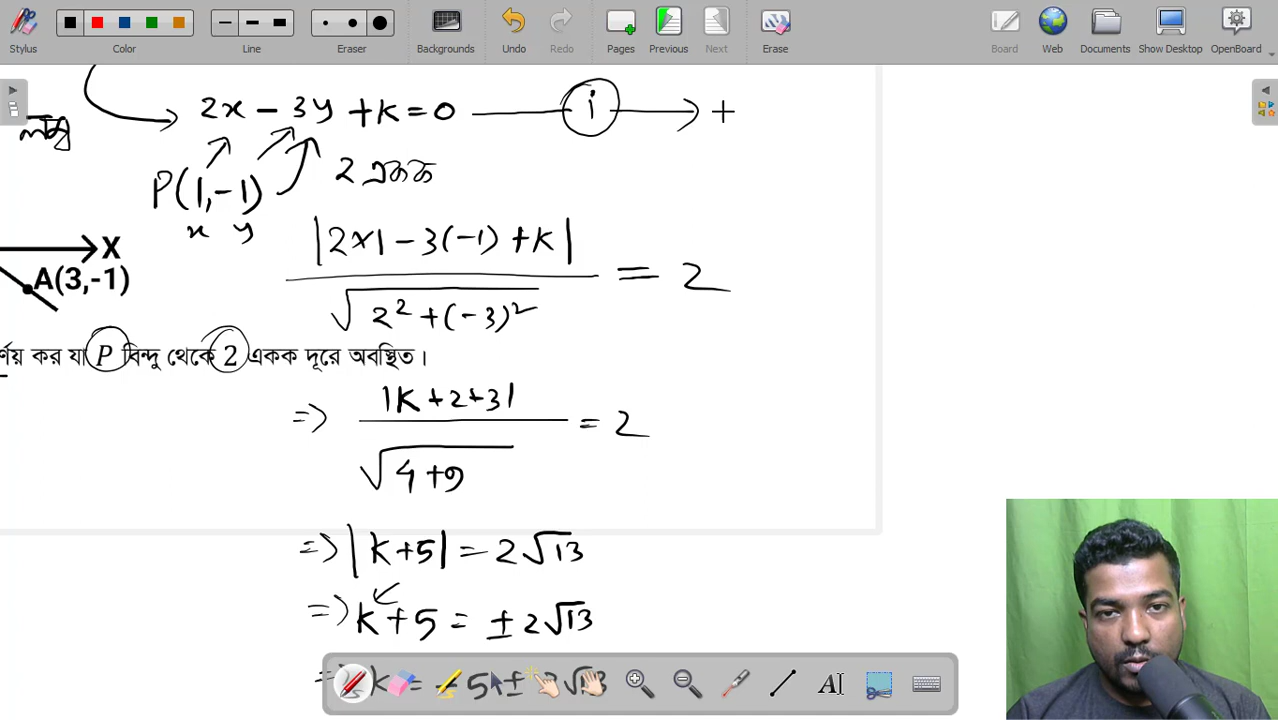 Stylus Color Line Eraser Backgrounds Undo Redo Pages Previous Next Erase Board Web Documents Show Desktop OpenBoard
2x - 3y + k = 0 i +
P(1, -1) 2 একক
x y
|2×1 - 3(-1) + k|
√2² + (-3)² = 2
X
A(3,-1)
র্ণয় কর যা P বিন্দু থেকে 2 একক দূরে অবস্থিত।
=> |k + 2 + 3|
√4 + 9 = 2
=> |k + 5| = 2√13
=> k + 5 = ± 2√13